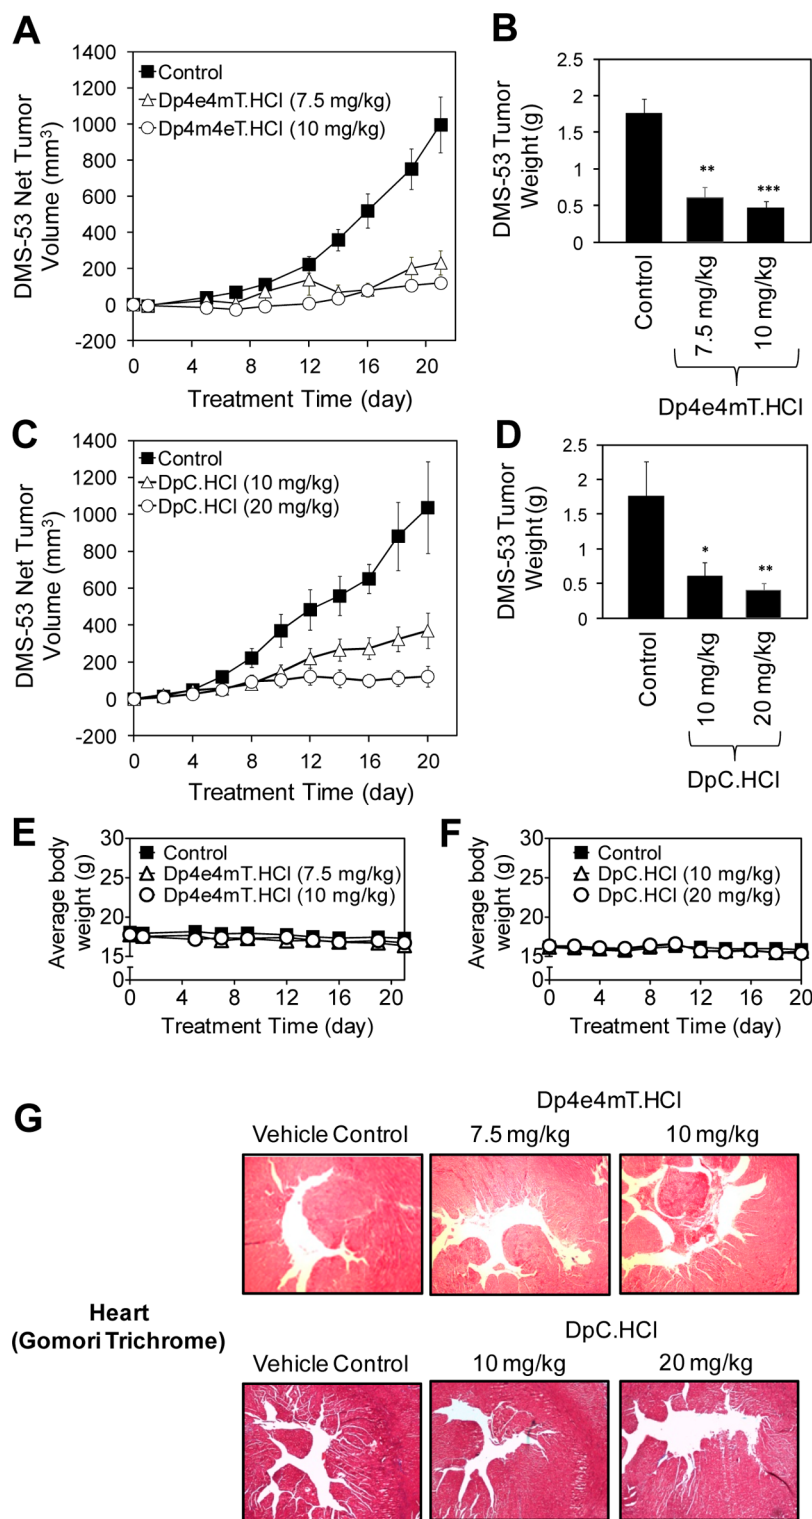 A
DMS-53 Net Tumor
Volume (mm³)
1400
1200
1000
800
600
400
200
0
-200
Control
Dp4e4mT.HCl (7.5 mg/kg)
Dp4m4eT.HCl (10 mg/kg)
0 4 8 12 16 20
Treatment Time (day)
B
DMS-53 Tumor
Weight (g)
2.5
2
1.5
1
0.5
0
**
***
Control
7.5 mg/kg
10 mg/kg
Dp4e4mT.HCl
C
DMS-53 Net Tumor
Volume (mm³)
1400
1200
1000
800
600
400
200
0
-200
Control
DpC.HCl (10 mg/kg)
DpC.HCl (20 mg/kg)
0 4 8 12 16 20
Treatment Time (day)
D
DMS-53 Tumor
Weight (g)
2.5
2
1.5
1
0.5
0
*
**
Control
10 mg/kg
20 mg/kg
DpC.HCl
E
Average body
weight (g)
30
20
15
0
Control
Dp4e4mT.HCl (7.5 mg/kg)
Dp4e4mT.HCl (10 mg/kg)
0 4 8 12 16 20
Treatment Time (day)
F
Average body
weight (g)
30
20
15
0
Control
DpC.HCl (10 mg/kg)
DpC.HCl (20 mg/kg)
0 4 8 12 16 20
Treatment Time (day)
G
Dp4e4mT.HCl
Vehicle Control 7.5 mg/kg 10 mg/kg
Heart
(Gomori Trichrome)
DpC.HCl
Vehicle Control 10 mg/kg 20 mg/kg